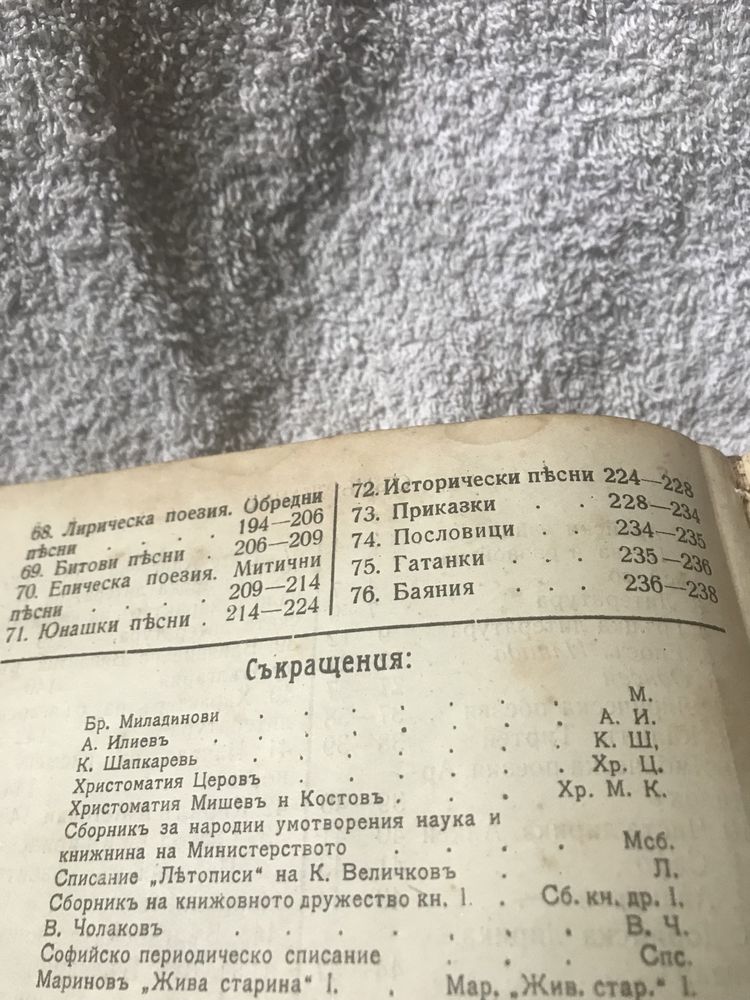 68. Лирическа поезия. Обредни
пѣсни . . . . 194—206
69. Битови пѣсни . 206—209
70. Епическа поезия. Митични
пѣсни . . . . 209—214
71. Юнашки пѣсни . 214—224
72. Исторически пѣсни 224—228
73. Приказки . . 228—234
74. Пословици . 234—235
75. Гатанки . . . 235—236
76. Баяния . . . 236—238
Съкращения:
Бр. Миладинови . . . . . . . М.
А. Илиевъ . . . . . . . А. И.
К. Шапкаревь . . . . . . К. Ш,
Христоматия Церовъ . . . . . Хр. Ц.
Христоматия Мишевъ н Костовъ . . . Хр. М. К.
Сборникъ за народии умотворения наука и
книжнина на Министерството . . . . Мсб.
Списание „Лѣтописи" на К. Величковъ . Л.
Сборникъ на книжовното дружество кн. 1 . Сб. кн. др. 1.
В. Чолаковъ . . . . . . . В. Ч.
Софийско периодическо списание . . . Спс.
Мариновъ „Жива старина" 1. . Мар. „Жив. стар." 1.